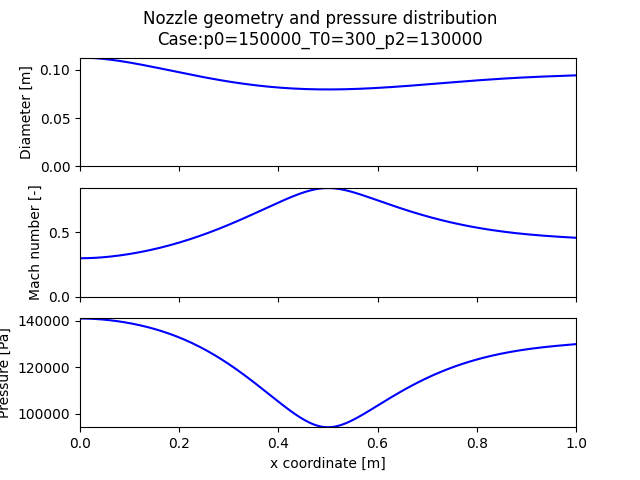 Nozzle geometry and pressure distribution
Case:p0=150000_T0=300_p2=130000
0.10
0.05
0.00
Diameter [m]
0.5
0.0
Mach number [-]
140000
120000
100000
Pressure [Pa]
0.0 0.2 0.4 0.6 0.8 1.0
x coordinate [m]